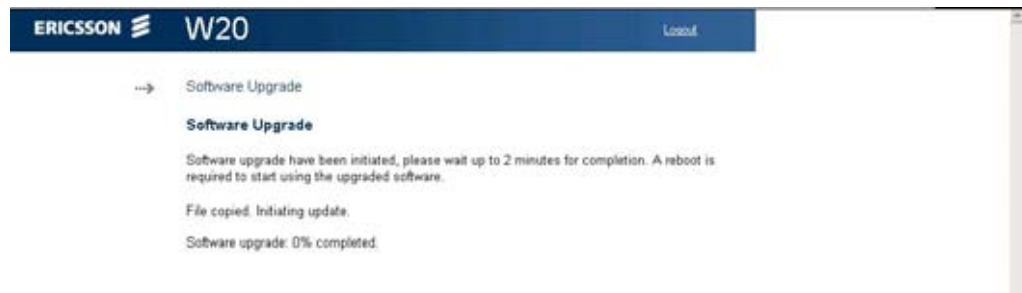 ERICSSON W20 Logout
Software Upgrade
Software Upgrade
Software upgrade have been initiated, please wait up to 2 minutes for completion. A reboot is
required to start using the upgraded software.
File copied. Initiating update.
Software upgrade: 0% completed.